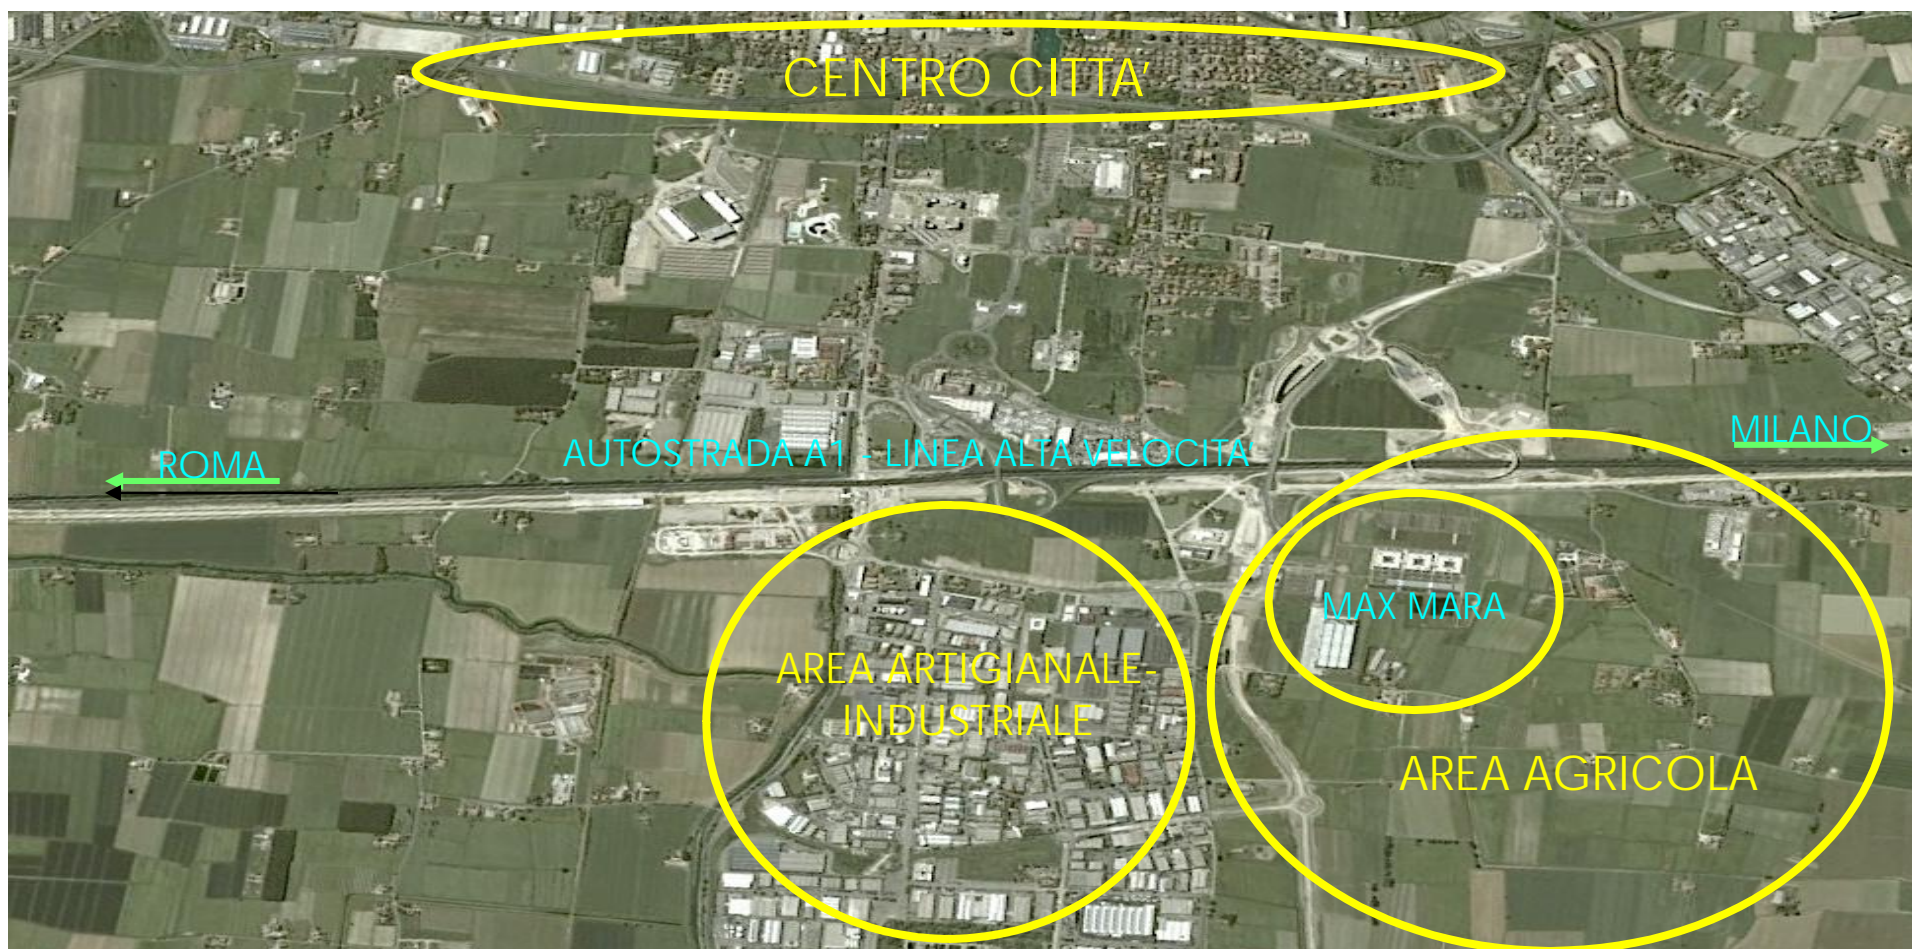 CENTRO CITTA'
MILANO
ROMA
AUTOSTRADA A1 - LINEA ALTA VELOCITA'
MAX MARA
AREA ARTIGIANALE-
INDUSTRIALE
AREA AGRICOLA